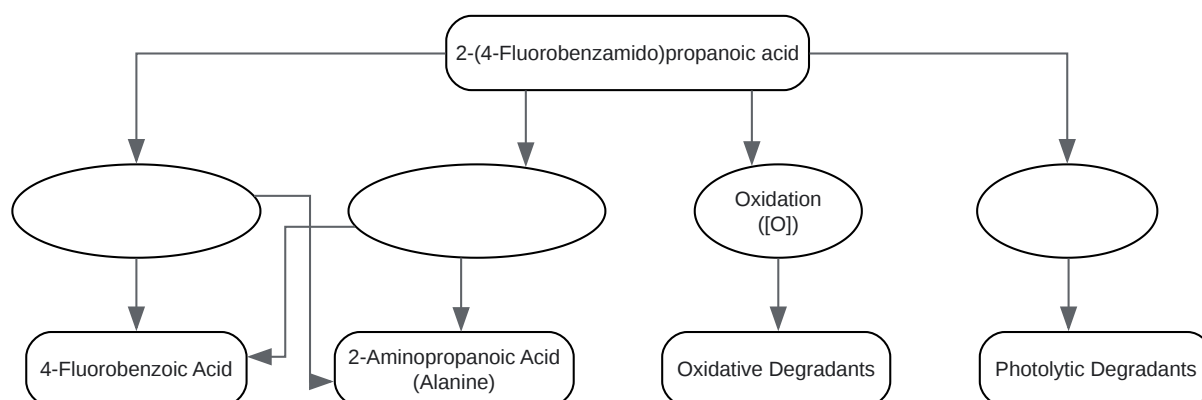 2-(4-Fluorobenzamido)propanoic acid
Oxidation
([O])
4-Fluorobenzoic Acid
2-Aminopropanoic Acid
(Alanine)
Oxidative Degradants
Photolytic Degradants